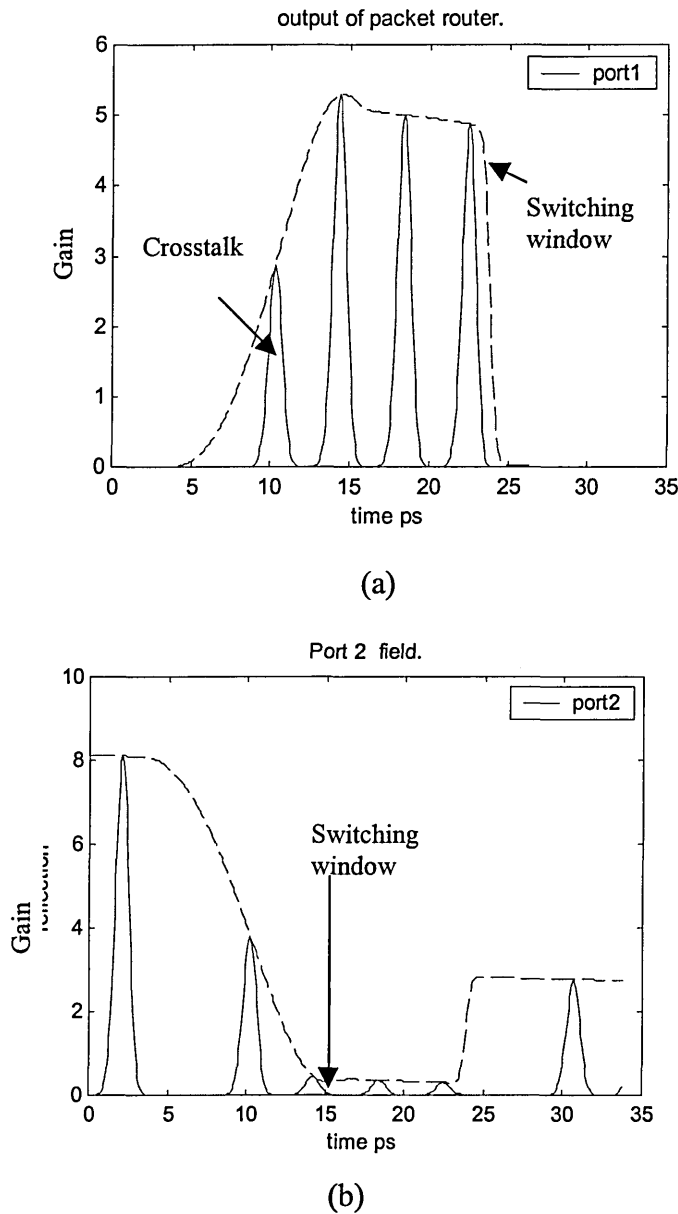 output of packet router.
6
port1
5
Switching
window
4
Crosstalk
Gain
3
2
1
0
0 5 10 15 20 25 30 35
time ps
(a)
Port 2 field.
10
port2
8
Switching
window
6
Gain
4
2
0
0 5 10 15 20 25 30 35
time ps
(b)